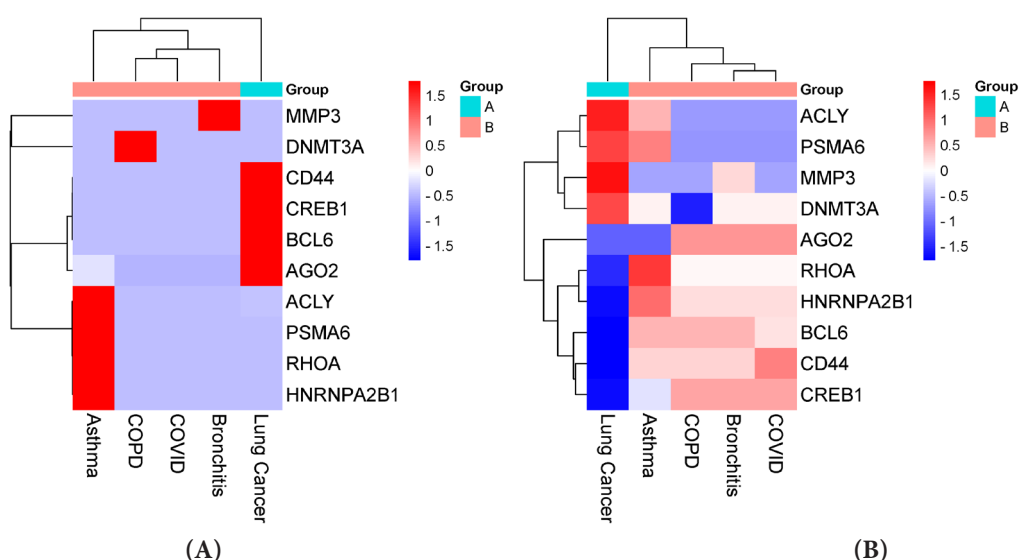 Group
MMP3
DNMT3A
CD44
CREB1
BCL6
AGO2
ACLY
PSMA6
RHOA
HNRNPA2B1
Asthma
COPD
COVID
Bronchitis
Lung Cancer
1.5
1
0.5
0
- 0.5
- 1
- 1.5
Group
A
B
(A)
Group
ACLY
PSMA6
MMP3
DNMT3A
AGO2
RHOA
HNRNPA2B1
BCL6
CD44
CREB1
Lung Cancer
Asthma
COPD
Bronchitis
COVID
1.5
1
0.5
0
- 0.5
- 1
- 1.5
Group
A
B
(B)